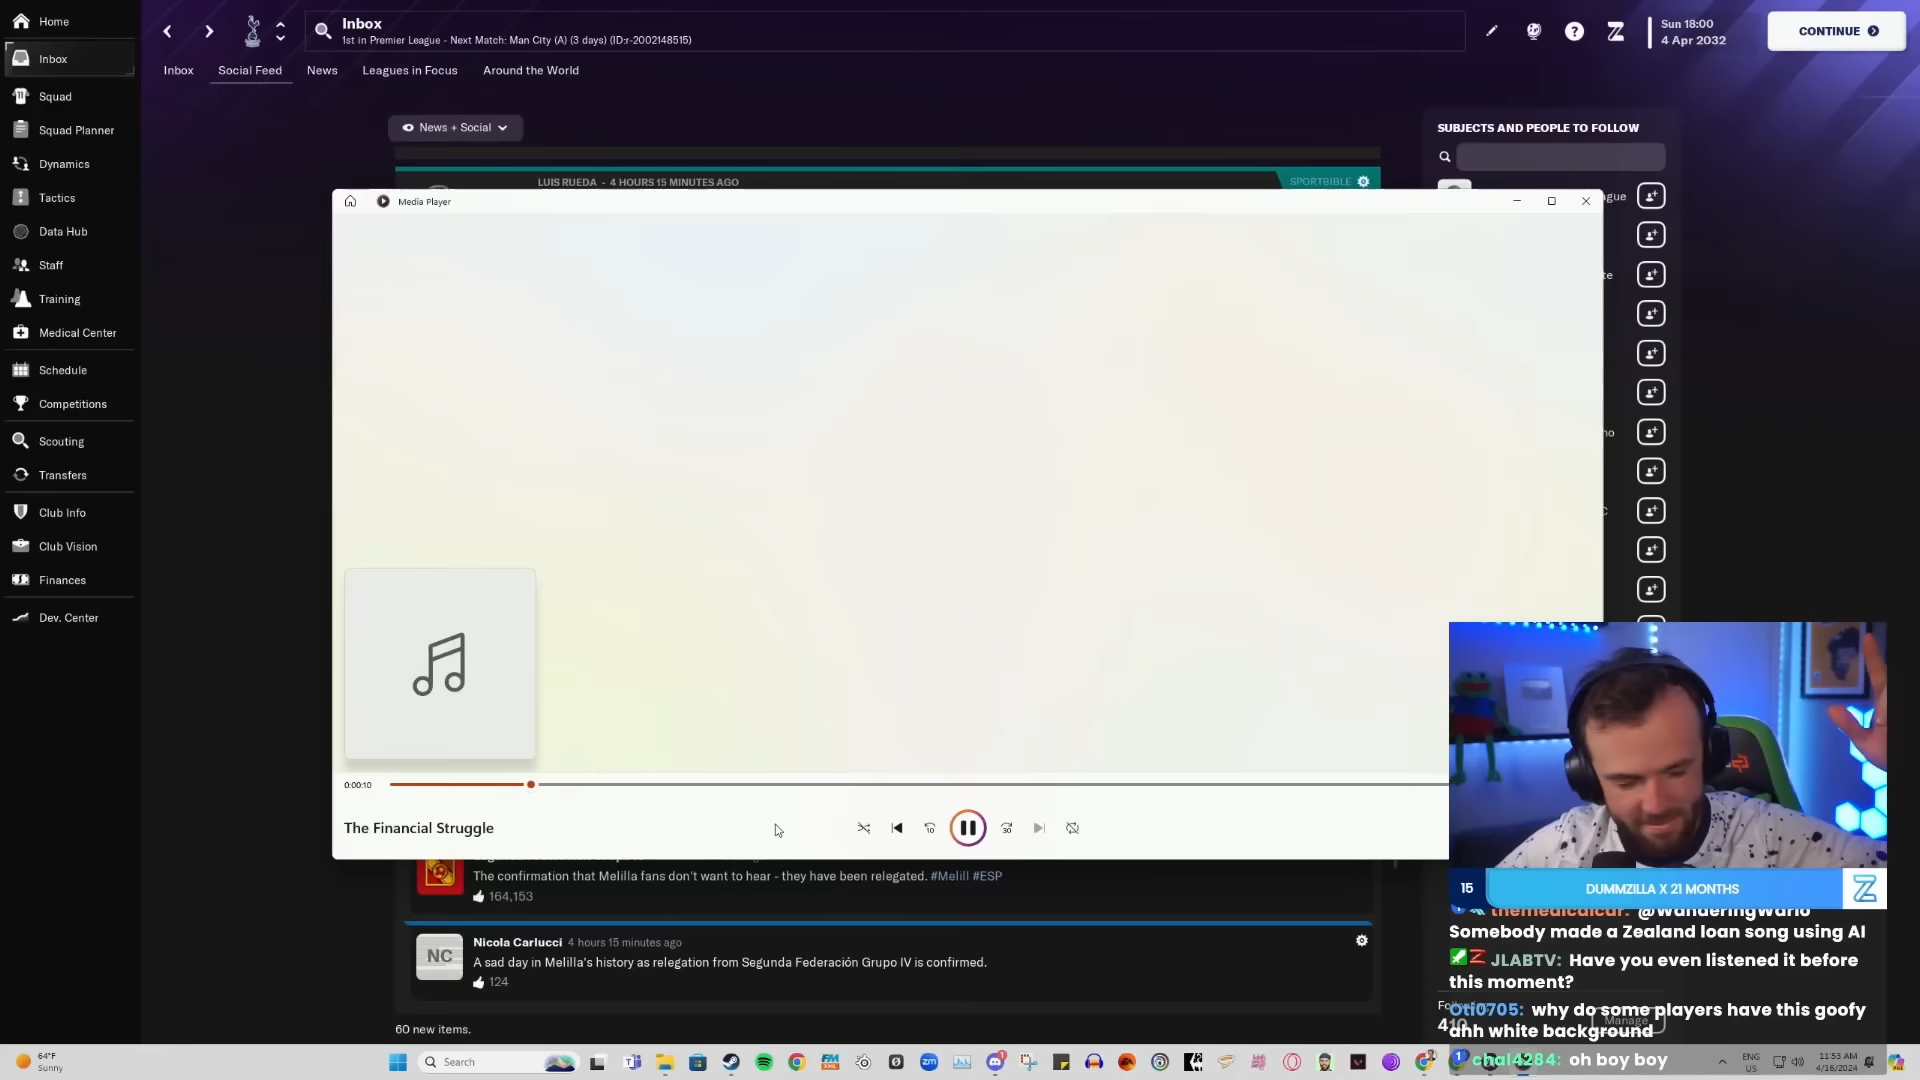 Home
Inbox
Squad
Squad Planner
Dynamics
Tactics
Data Hub
Staff
Training
Medical Center
Schedule
Competitions
Scouting
Transfers
Club Info
Club Vision
Finances
Dev. Center
Inbox
1st in Premier League - Next Match: Man City (A) (3 days) (ID:r-2002148515)
Sun 18:00
4 Apr 2032
CONTINUE
Inbox Social Feed News Leagues in Focus Around the World
News + Social
SUBJECTS AND PEOPLE TO FOLLOW
LUIS RUEDA - 4 HOURS 15 MINUTES AGO
SPORTBIBLE
Media Player
0:00:10
The Financial Struggle
10
30
The confirmation that Melilla fans don't want to hear - they have been relegated. #Melill #ESP
164,153
NC
Nicola Carlucci 4 hours 15 minutes ago
A sad day in Melilla's history as relegation from Segunda Federación Grupo IV is confirmed.
124
60 new items.
15 DUMMZILLA X 21 MONTHS
themedicalcdr: @WanderingWario
Somebody made a Zealand loan song using AI
JLABTV: Have you even listened it before
this moment?
Oti0705: why do some players have this goofy
ahh white background
chal4284: oh boy boy
Manage
64°F
Sunny
Search
ENG
US
11:53 AM
4/16/2024